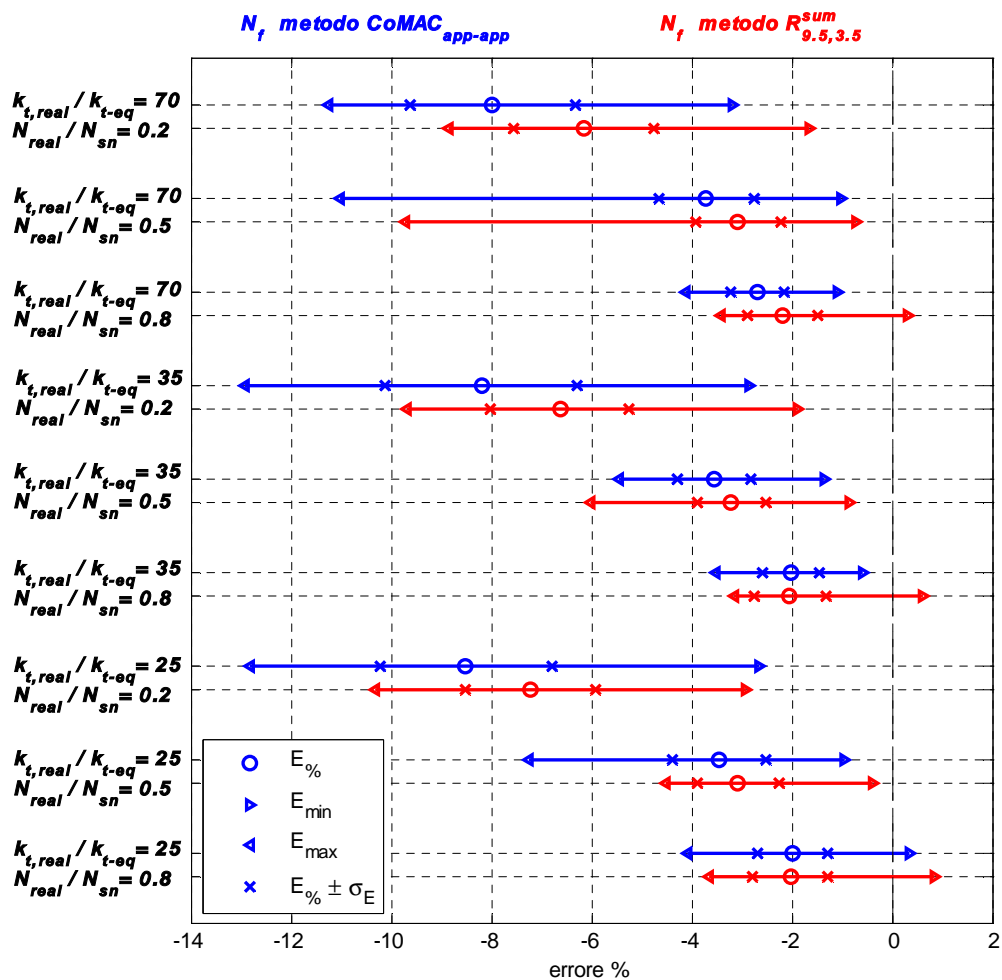 N_f metodo CoMAC_app-app
N_f metodo R^sum_9.5,3.5
k_t,real / k_t-eq = 70
N_real / N_sn = 0.2
k_t,real / k_t-eq = 70
N_real / N_sn = 0.5
k_t,real / k_t-eq = 70
N_real / N_sn = 0.8
k_t,real / k_t-eq = 35
N_real / N_sn = 0.2
k_t,real / k_t-eq = 35
N_real / N_sn = 0.5
k_t,real / k_t-eq = 35
N_real / N_sn = 0.8
k_t,real / k_t-eq = 25
N_real / N_sn = 0.2
k_t,real / k_t-eq = 25
N_real / N_sn = 0.5
k_t,real / k_t-eq = 25
N_real / N_sn = 0.8
E_%
E_min
E_max
E_% ± σ_E
-14 -12 -10 -8 -6 -4 -2 0 2
errore %